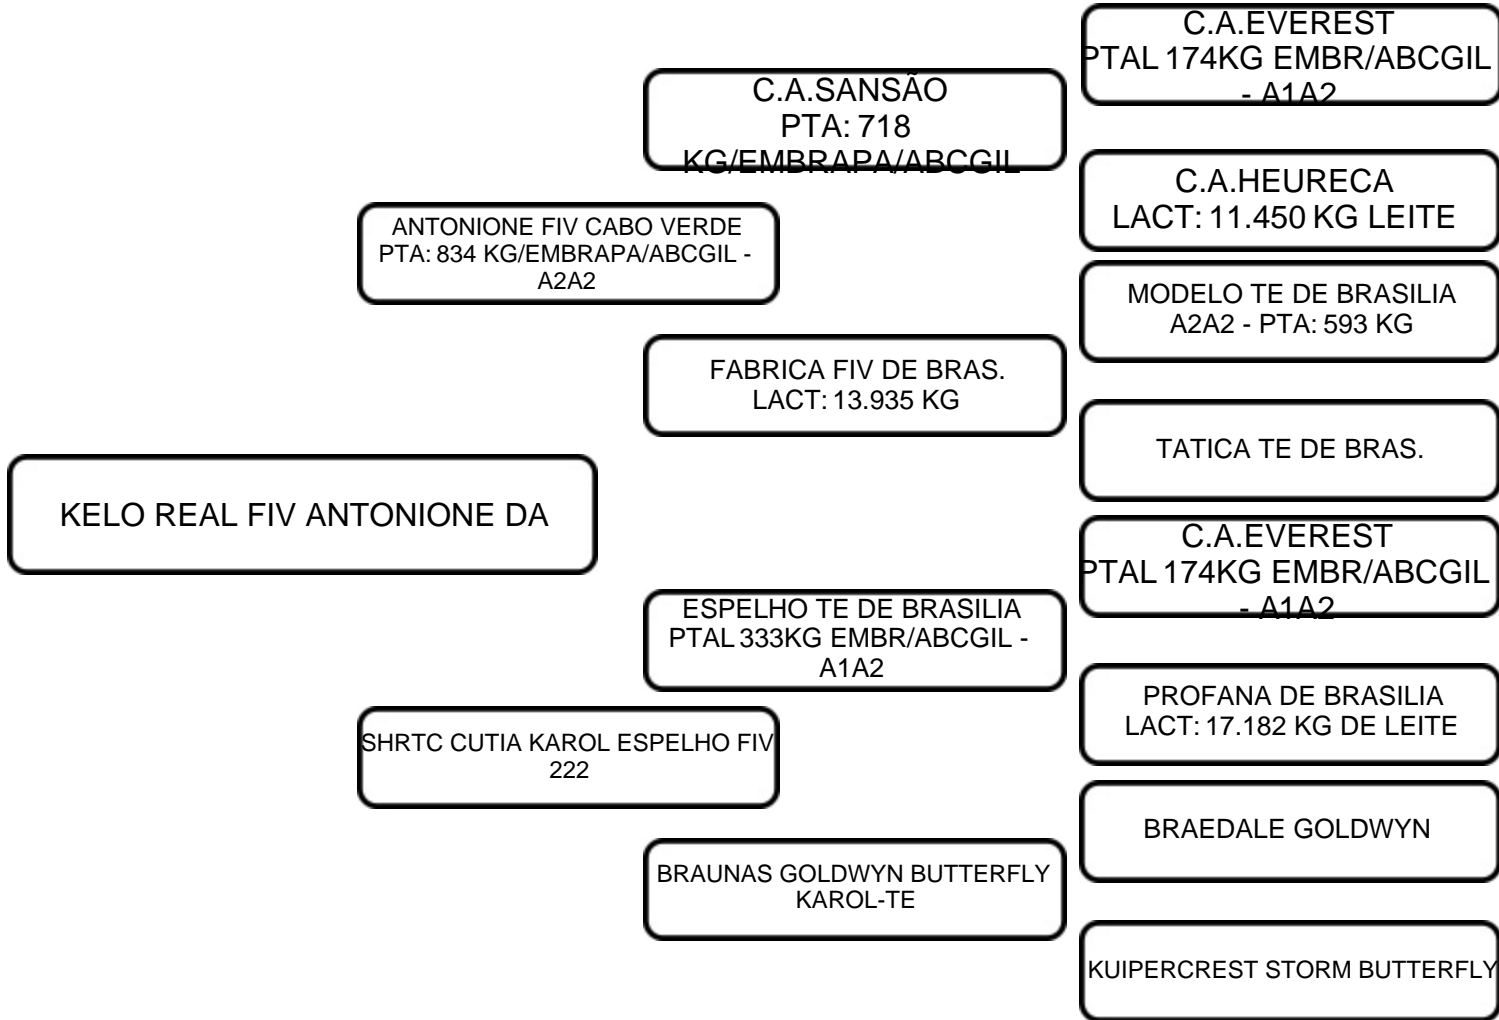 C.A.EVEREST
PTAL 174KG EMBR/ABCGIL
- A1A2
C.A.SANSÃO
PTA: 718
KG/EMBRAPA/ABCGIL
C.A.HEURECA
LACT: 11.450 KG LEITE
ANTONIONE FIV CABO VERDE
PTA: 834 KG/EMBRAPA/ABCGIL -
A2A2
MODELO TE DE BRASILIA
A2A2 - PTA: 593 KG
FABRICA FIV DE BRAS.
LACT: 13.935 KG
TATICA TE DE BRAS.
KELO REAL FIV ANTONIONE DA
C.A.EVEREST
PTAL 174KG EMBR/ABCGIL
- A1A2
ESPELHO TE DE BRASILIA
PTAL 333KG EMBR/ABCGIL -
A1A2
PROFANA DE BRASILIA
LACT: 17.182 KG DE LEITE
SHRTC CUTIA KAROL ESPELHO FIV
222
BRAEDALE GOLDWYN
BRAUNAS GOLDWYN BUTTERFLY
KAROL-TE
KUIPERCREST STORM BUTTERFLY